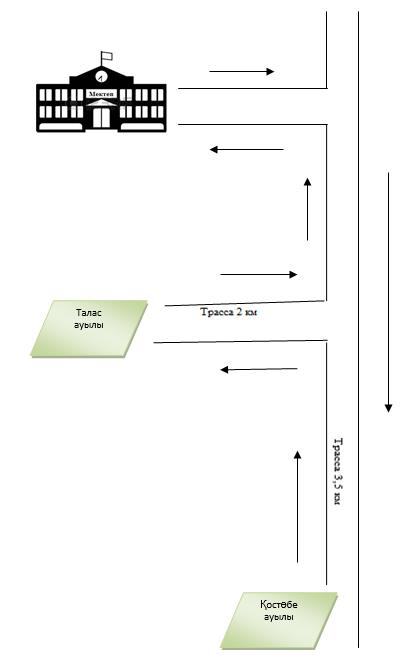 Мектеп
Талас
ауылы
Трасса 2 км
Трасса 3,5 км
Қостөбе
ауылы